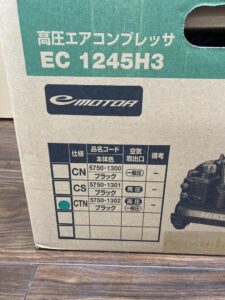 高圧エアコンプレッサ
EC 1245H3
e MOTOR
仕様 品名コード 本体色 空気取出口 備考
CN 5750-1300 ブラック 一般圧 -
CS 5750-1301 ブラック 高圧 -
CTN 5750-1302 ブラック 高圧 一般圧 -